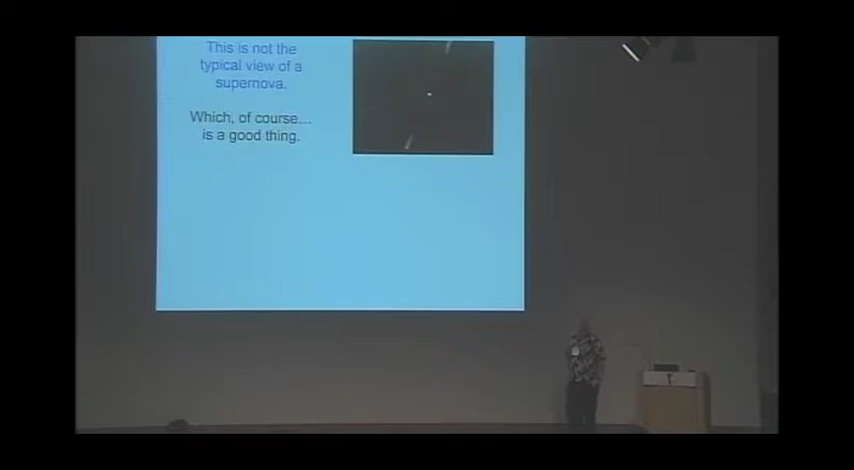 This is not the
typical view of a
supernova.
Which, of course...
is a good thing.